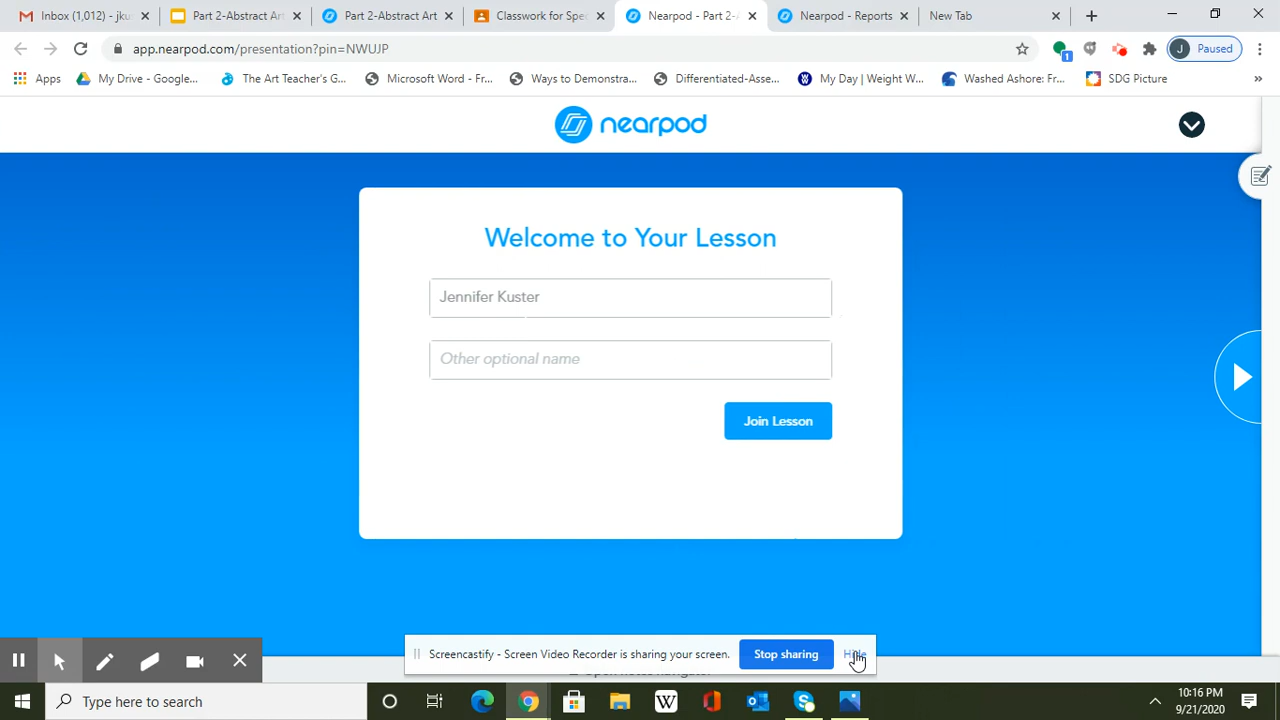 Inbox (1,012) - jku
Part 2-Abstract Art
Part 2-Abstract Art
Classwork for Spe
Nearpod - Part 2-A
Nearpod - Reports
New Tab
app.nearpod.com/presentation?pin=NWUJP
1
J
Paused
Apps
My Drive - Google...
The Art Teacher's G...
Microsoft Word - Fr...
Ways to Demonstra...
Differentiated-Asse...
My Day | Weight W...
Washed Ashore: Fr...
SDG Picture
»
nearpod
Welcome to Your Lesson
Jennifer Kuster
Other optional name
Join Lesson
Screencastify - Screen Video Recorder is sharing your screen.
Stop sharing
Hide
Type here to search
W
10:16 PM
9/21/2020